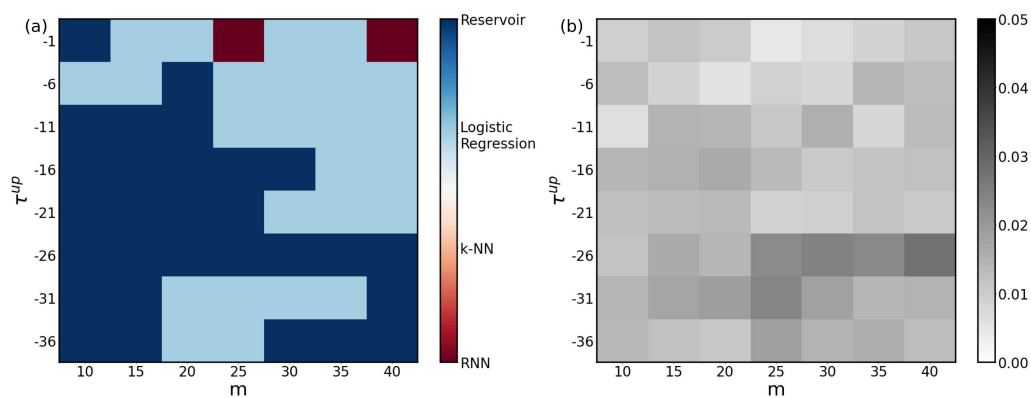 (a)
-1
-6
-11
-16
-21
-26
-31
-36
τ^up
10 15 20 25 30 35 40
m
Reservoir
Logistic
Regression
k-NN
RNN
(b)
-1
-6
-11
-16
-21
-26
-31
-36
τ^up
10 15 20 25 30 35 40
m
0.05
0.04
0.03
0.02
0.01
0.00